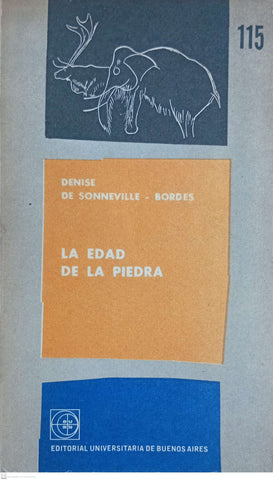 115
DENISE
DE SONNEVILLE - BORDES
LA EDAD
DE LA PIEDRA
EDITORIAL UNIVERSITARIA DE BUENOS AIRES